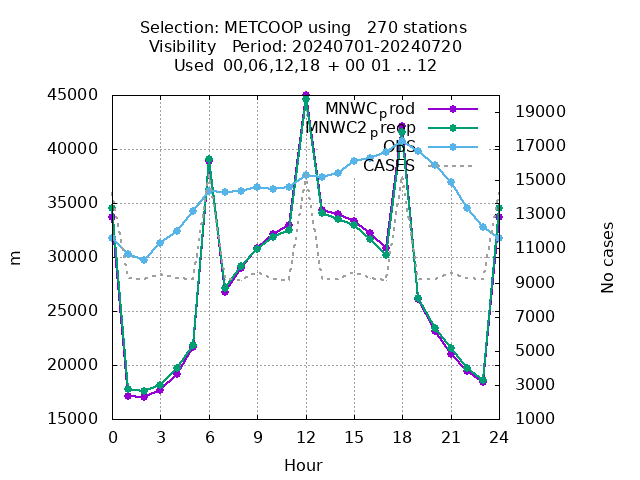 Selection: METCOOP using   270 stations
Visibility   Period: 20240701-20240720
Used 00,06,12,18 + 00 01 ... 12
MNWCprod
MNWC2preop
OBS
CASES
45000
40000
35000
30000
25000
20000
15000
19000
17000
15000
13000
11000
9000
7000
5000
3000
1000
m
No cases
0 3 6 9 12 15 18 21 24
Hour